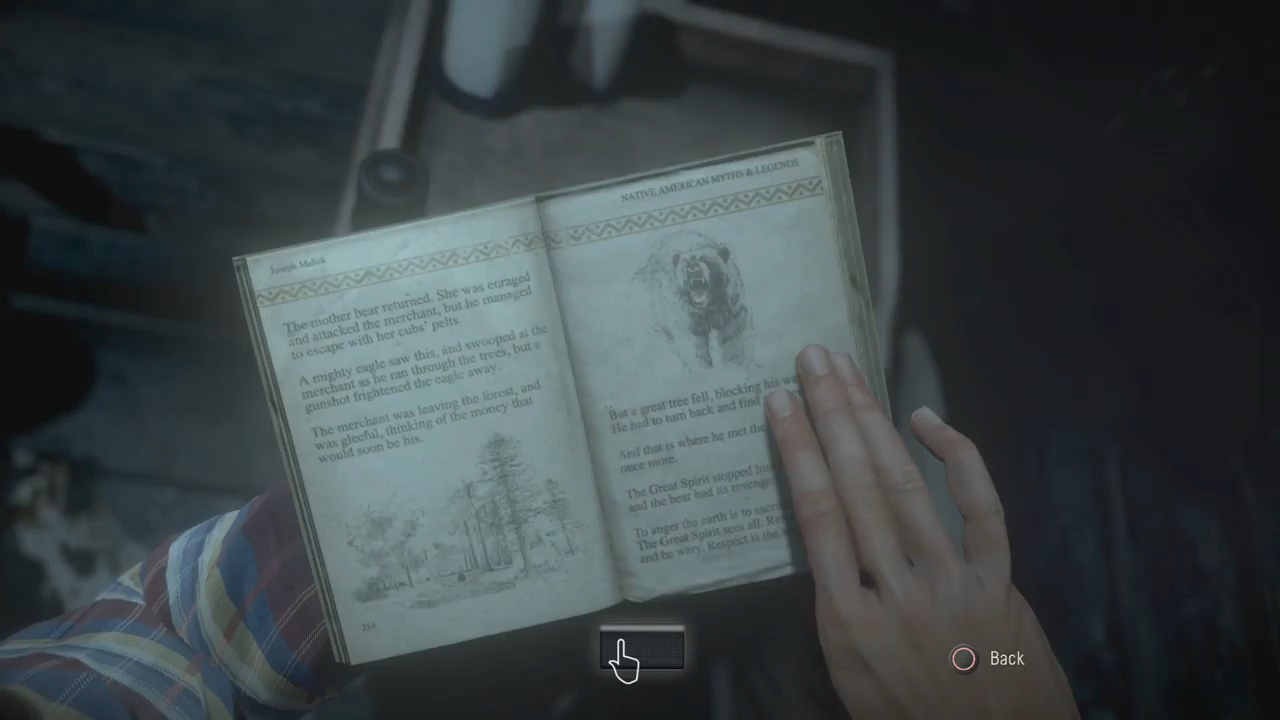 Joseph Malick
The mother bear returned. She was enraged
and attacked the merchant, but he managed
to escape with her cubs' pelts.
A mighty eagle saw this, and swooped at the
merchant as he ran through the trees, but a
gunshot frightened the eagle away.
The merchant was leaving the forest, and
was gleeful, thinking of the money that
would soon be his.
314
NATIVE AMERICAN MYTHS & LEGENDS
But a great tree fell, blocking his
He had to turn back and find
And that is where he met the
once more.
The Great Spirit stopped
and the bear had its revenge
To anger the earth is to
The Great Spirit sees all.
and be wary. Respect is the
Back